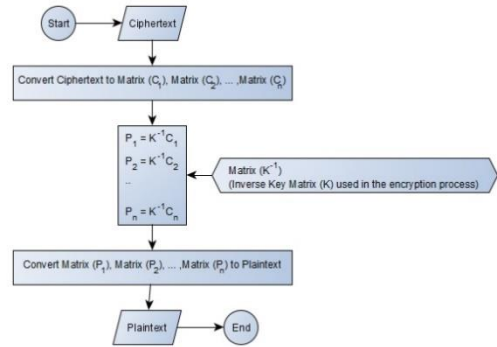 Start
Ciphertext
Convert Ciphertext to Matrix (C₁), Matrix (C₂), ... ,Matrix (Cₙ)
P₁ = K⁻¹C₁
P₂ = K⁻¹C₂
..
Pₙ = K⁻¹Cₙ
Matrix (K⁻¹)
(Inverse Key Matrix (K) used in the encryption process)
Convert Matrix (P₁), Matrix (P₂), ... ,Matrix (Pₙ) to Plaintext
Plaintext
End